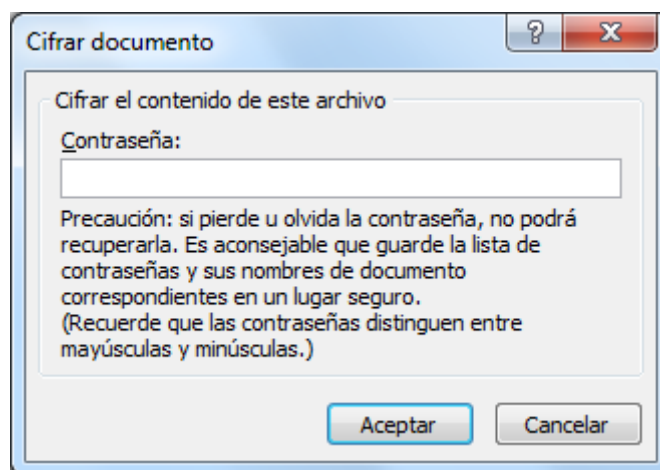 Cifrar documento
Cifrar el contenido de este archivo
Contraseña:
Precaución: si pierde u olvida la contraseña, no podrá
recuperarla. Es aconsejable que guarde la lista de
contraseñas y sus nombres de documento
correspondientes en un lugar seguro.
(Recuerde que las contraseñas distinguen entre
mayúsculas y minúsculas.)
Aceptar
Cancelar